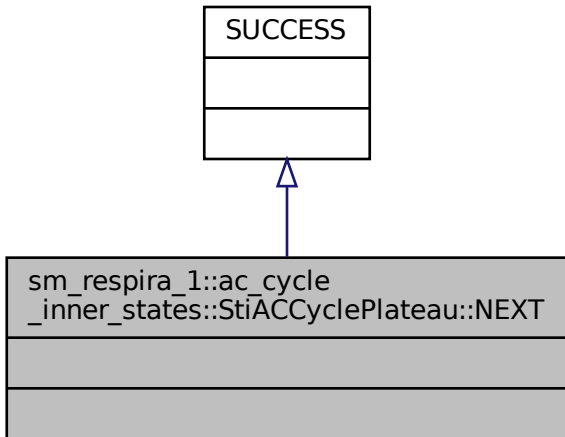 SUCCESS
sm_respira_1::ac_cycle
_inner_states::StiACCyclePlateau::NEXT